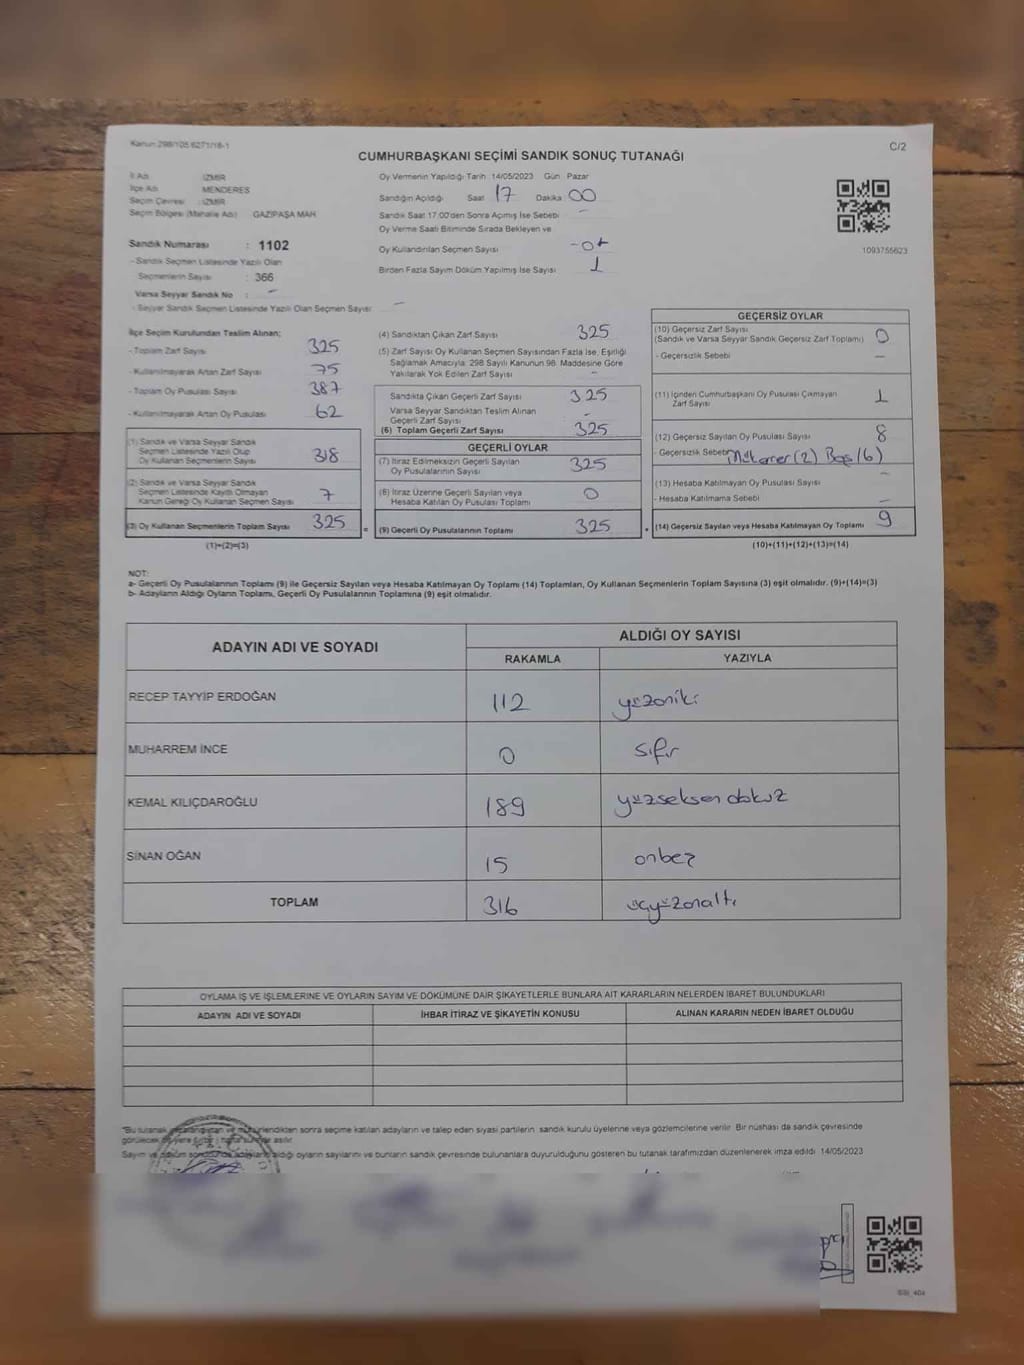 Kanun:298/105 6271/18-1
C/2
CUMHURBAŞKANI SEÇİMİ SANDIK SONUÇ TUTANAĞI
İl Adı : İZMİR
İlçe Adı MENDERES
Seçim Çevresi : İZMİR
Seçim Bölgesi (Mahalle Adı) GAZİPAŞA MAH.
Sandık Numarası : 1102
- Sandık Seçmen Listesinde Yazılı Olan
Seçmenlerin Sayısı : 366
Varsa Seyyar Sandık No : -
- Seyyar Sandık Seçmen Listesinde Yazılı Olan Seçmen Sayısı : -
Oy Vermenin Yapıldığı Tarih 14/05/2023 Gün Pazar
Sandığın Açıldığı Saat 17 Dakika 00
Sandık Saat 17.00'den Sonra Açımış İse Sebebi -
Oy Verme Saati Bitiminde Sırada Bekleyen ve
Oy Kullandırılan Seçmen Sayısı
Birden Fazla Sayım Döküm Yapılmış İse Sayısı 1
1093755623
İlçe Seçim Kurulundan Teslim Alınan;
- Toplam Zarf Sayısı 325
- Kullanılmayarak Artan Zarf Sayısı 75
- Toplam Oy Pusulası Sayısı 387
- Kullanılmayarak Artan Oy Pusulası 62
(1) Sandık ve Varsa Seyyar Sandık
Seçmen Listesinde Yazılı Olup
Oy Kullanan Seçmenlerin Sayısı 318
(2) Sandık ve Varsa Seyyar Sandık
Seçmen Listesinde Kayıtlı Olmayan
Kanun Gereği Oy Kullanan Seçmen Sayısı 7
(3) Oy Kullanan Seçmenlerin Toplam Sayısı 325 =
(1)+(2)=(3)
(4) Sandıktan Çıkan Zarf Sayısı 325
(5) Zarf Sayısı Oy Kullanan Seçmen Sayısından Fazla İse, Eşitliği
Sağlamak Amacıyla, 298 Sayılı Kanunun 98. Maddesine Göre
Yakılarak Yok Edilen Zarf Sayısı -
Sandıkta Çıkan Geçerli Zarf Sayısı 325
Varsa Seyyar Sandıktan Teslim Alınan
Geçerli Zarf Sayısı -
(6) Toplam Geçerli Zarf Sayısı 325
GEÇERLİ OYLAR
(7) İtiraz Edilmeksizin Geçerli Sayılan
Oy Pusulalarının Sayısı 325
(8) İtiraz Üzerine Geçerli Sayılan veya
Hesaba Katılan Oy Pusulası Toplamı 0
(9) Geçerli Oy Pusulalarının Toplamı 325 +
GEÇERSİZ OYLAR
(10) Geçersiz Zarf Sayısı
(Sandık ve Varsa Seyyar Sandık Geçersiz Zarf Toplamı) 0
- Geçersizlik Sebebi -
(11) İçinden Cumhurbaşkanı Oy Pusulası Çıkmayan
Zarf Sayısı 1
(12) Geçersiz Sayılan Oy Pusulası Sayısı 8
- Geçersizlik Sebebi (2) Boş (6)
(13) Hesaba Katılmayan Oy Pusulası Sayısı -
- Hesaba Katılmama Sebebi -
(14) Geçersiz Sayılan veya Hesaba Katılmayan Oy Toplamı 9
(10)+(11)+(12)+(13)=(14)
NOT:
a- Geçerli Oy Pusulalarının Toplamı (9) ile Geçersiz Sayılan veya Hesaba Katılmayan Oy Toplamı (14) Toplamları, Oy Kullanan Seçmenlerin Toplam Sayısına (3) eşit olmalıdır. (9)+(14)=(3)
b- Adayların Aldığı Oyların Toplamı, Geçerli Oy Pusulalarının Toplamına (9) eşit olmalıdır.
ADAYIN ADI VE SOYADI
ALDIĞI OY SAYISI
RAKAMLA YAZIYLA
RECEP TAYYİP ERDOĞAN 112 yüzoniki
MUHARREM İNCE 0 sıfır
KEMAL KILIÇDAROĞLU 189 yüzseksen dokuz
SİNAN OĞAN 15 onbeş
TOPLAM 316 üçyüzonaltı
OYLAMA İŞ VE İŞLEMLERİNE VE OYLARIN SAYIM VE DÖKÜMÜNE DAİR ŞİKAYETLERLE BUNLARA AİT KARARLARIN NELERDEN İBARET BULUNDUKLARI
ADAYIN ADI VE SOYADI İHBAR İTİRAZ VE ŞİKAYETİN KONUSU ALINAN KARARIN NEDEN İBARET OLDUĞU
"Bu tutanak sonra seçime katılan adayların ve talep eden siyasi partilerin, sandık kurulu üyelerine veya gözlemcilerine verilir. Bir nüshası da sandık çevresinde
görülecek bir yere asılır
Sayım ve döküm aldığı oyların sayılarını ve bunların sandık çevresinde bulunanlara duyurulduğunu gösteren bu tutanak tarafımızdan düzenlenerek imza edildi. 14/05/2023